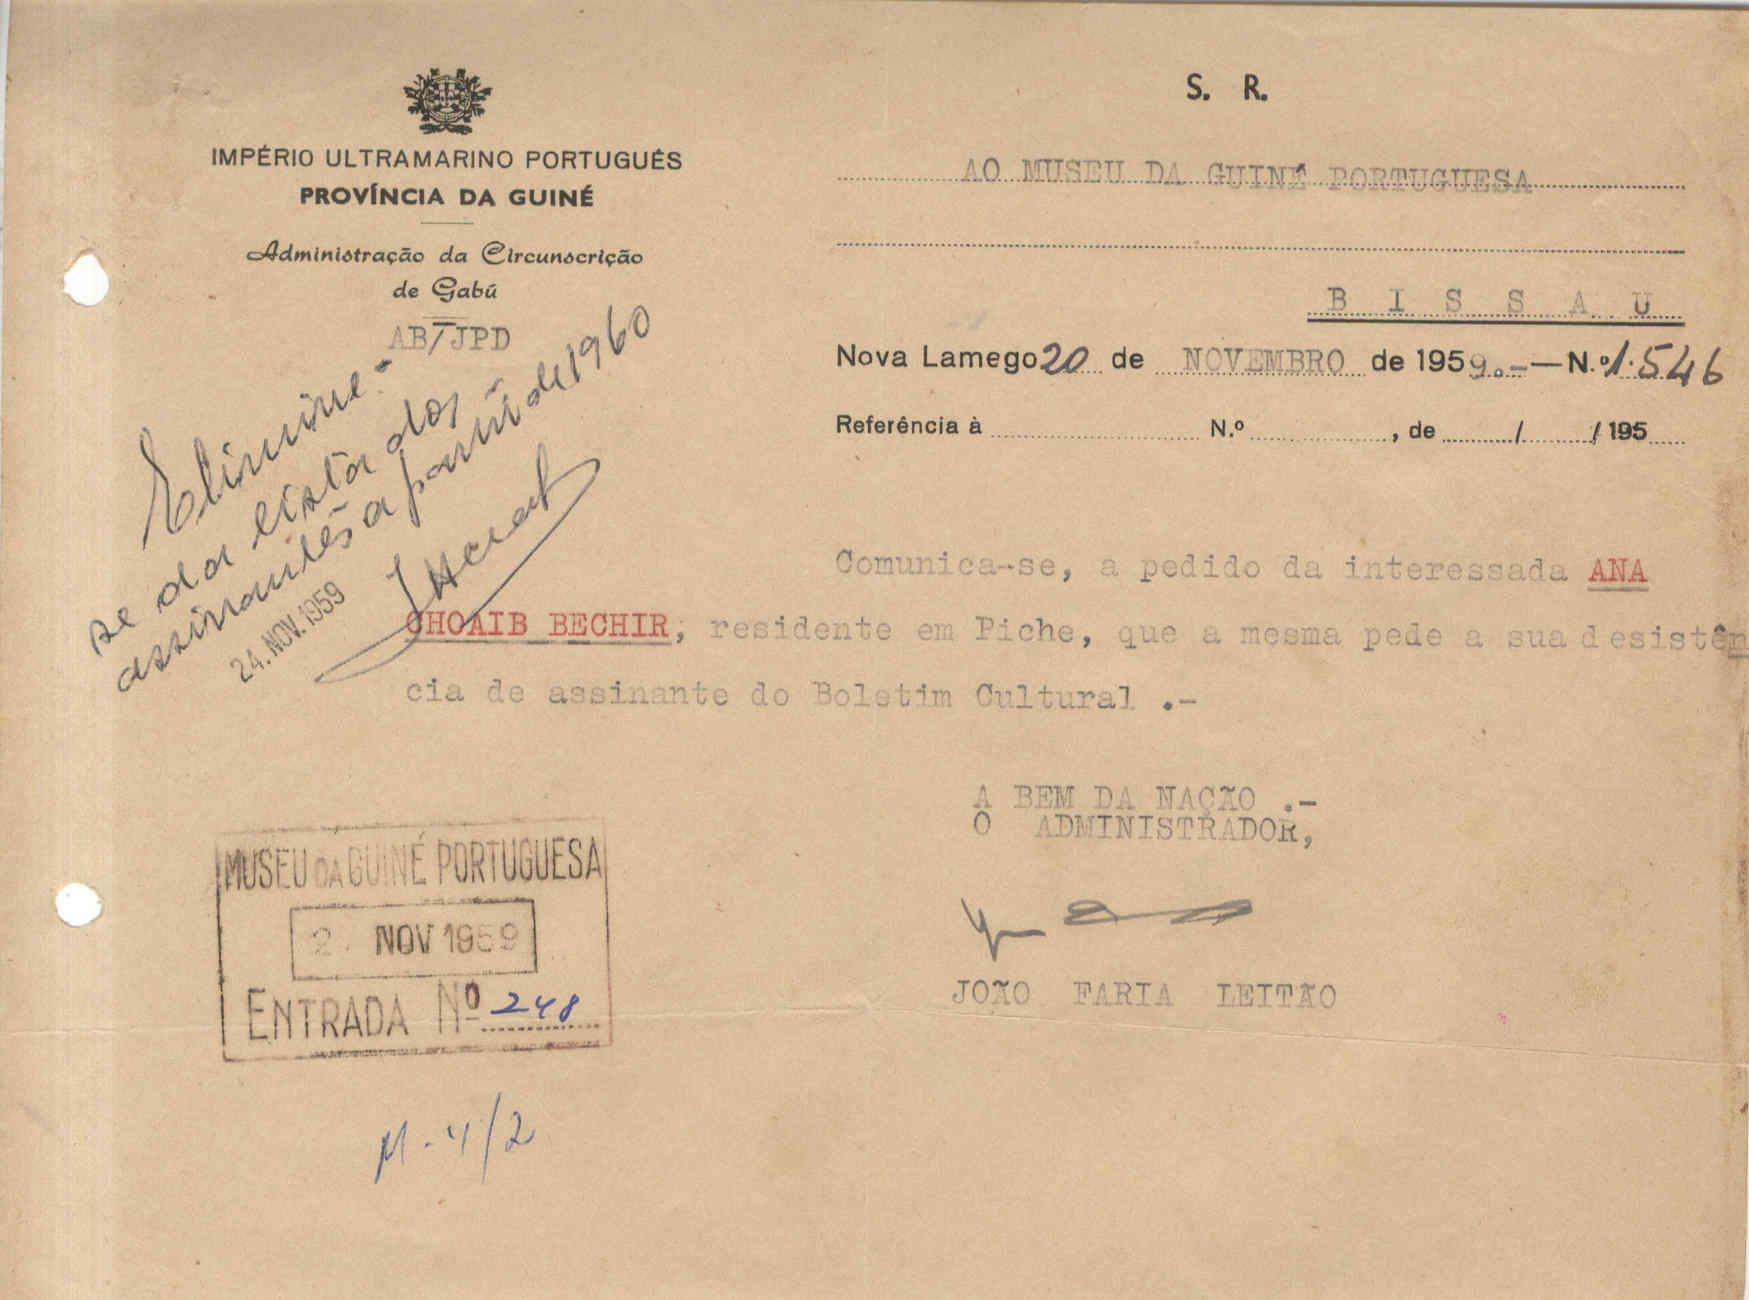 S. R.
IMPÉRIO ULTRAMARINO PORTUGUÊS
PROVÍNCIA DA GUINÉ
Administração da Circunscrição
de Gabú
AB/JPD
AO MUSEU DA GUINÉ PORTUGUESA
B I S S A U
Nova Lamego 20 de NOVEMBRO de 1959.-—N.º 1.546
Referência à N.º , de / / 195
Elimine-
se da lista dos
assinantes a partir de 1960
24.NOV.1959
Comunica-se, a pedido da interessada ANA
CHOAIB BECHIR, residente em Piche, que a mesma pede a sua desistên
cia de assinante do Boletim Cultural .-
A BEM DA NAÇÃO .-
O ADMINISTRADOR,
JOÃO FARIA LEITÃO
MUSEU DA GUINÉ PORTUGUESA
2 NOV 1959
ENTRADA Nº 248
M-4/2